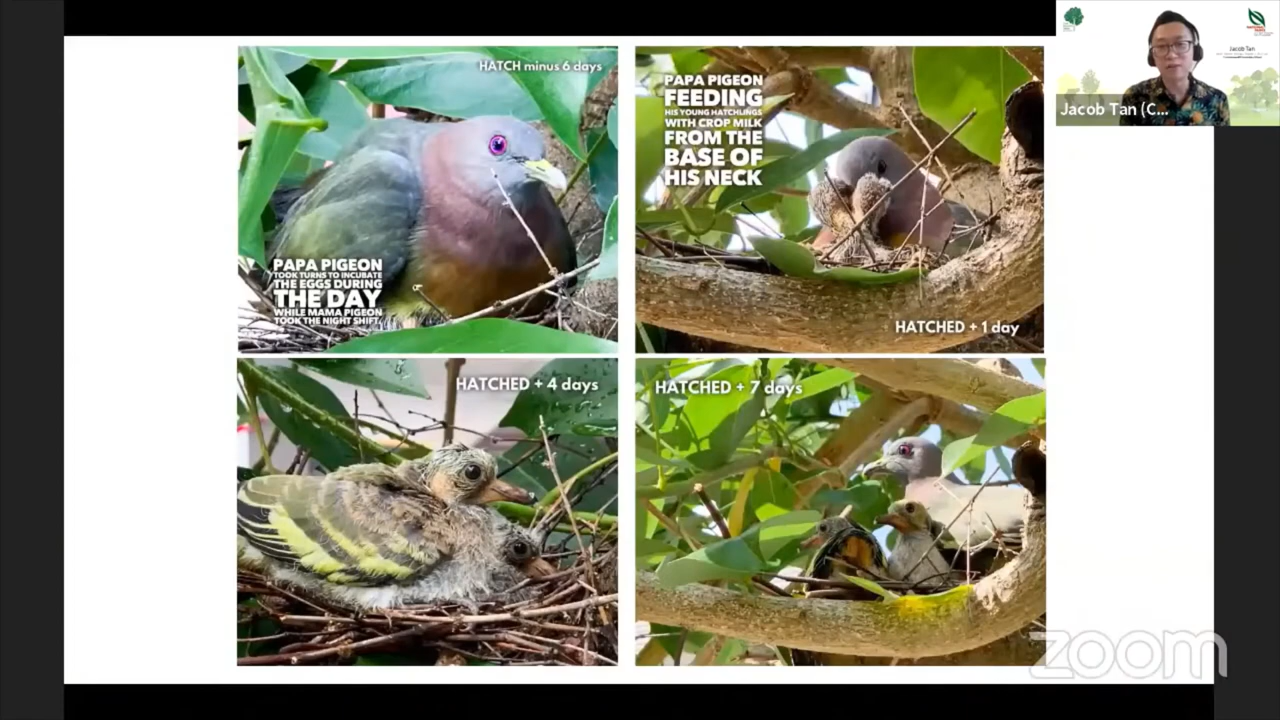 HATCH minus 6 days
PAPA PIGEON
TOOK TURNS TO INCUBATE
THE EGGS DURING
THE DAY
WHILE MAMA PIGEON
TOOK THE NIGHT SHIFT.
PAPA PIGEON
FEEDING
HIS YOUNG HATCHLINGS
WITH CROP MILK
FROM THE
BASE OF
HIS NECK
HATCHED + 1 day
HATCHED + 4 days
HATCHED + 7 days
Jacob Tan
Jacob Tan (C...
zoom